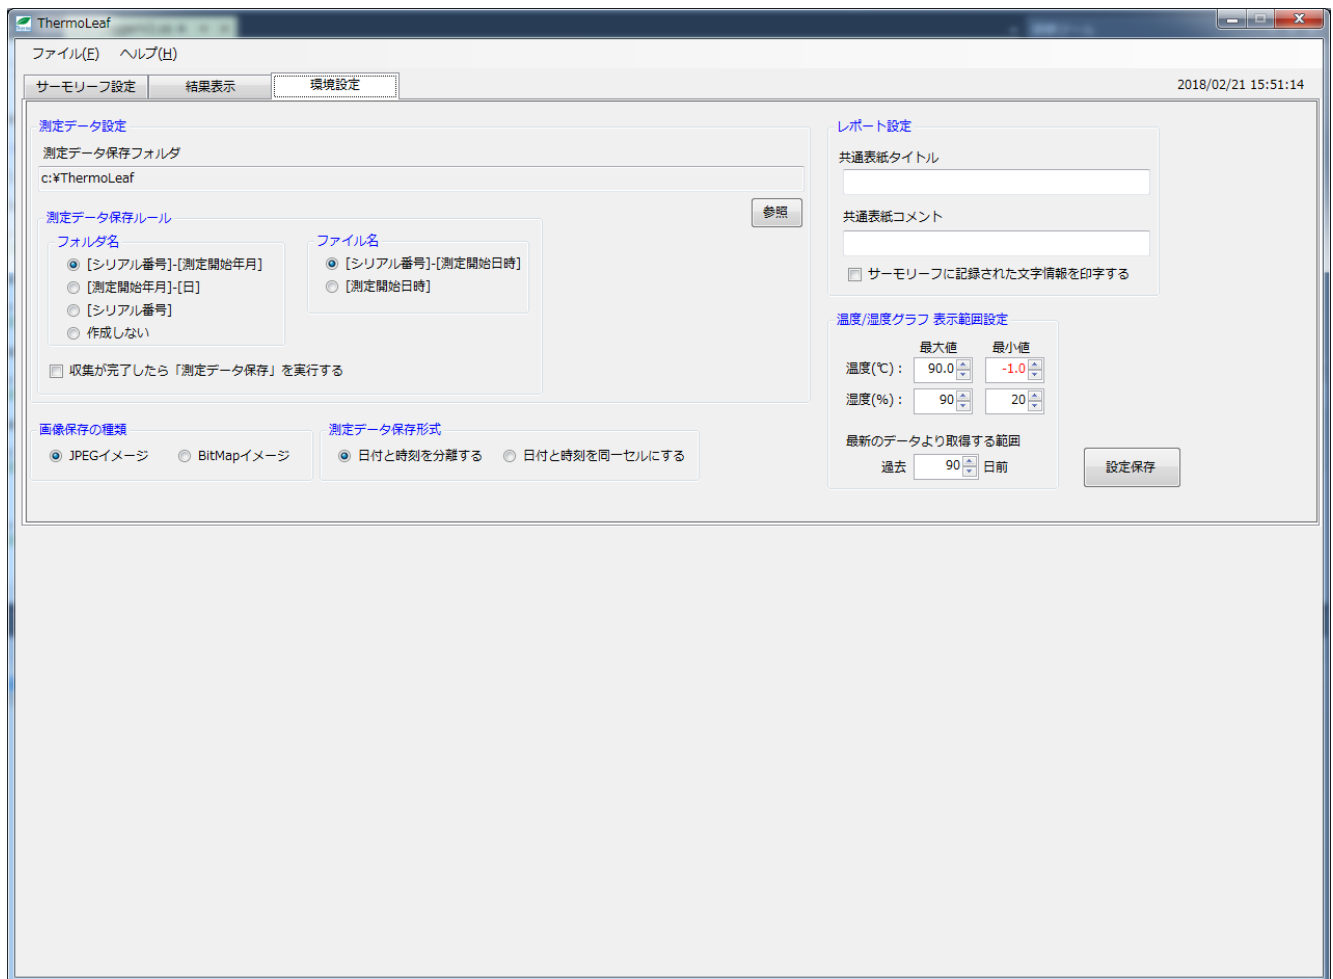 ThermoLeaf
ファイル(F) ヘルプ(H)
サーモリーフ設定 結果表示 環境設定 2018/02/21 15:51:14
測定データ設定
測定データ保存フォルダ
c:¥ThermoLeaf
参照
測定データ保存ルール
フォルダ名
[シリアル番号]-[測定開始年月]
[測定開始年月]-[日]
[シリアル番号]
作成しない
ファイル名
[シリアル番号]-[測定開始日時]
[測定開始日時]
収集が完了したら「測定データ保存」を実行する
画像保存の種類
JPEGイメージ BitMapイメージ
測定データ保存形式
日付と時刻を分離する 日付と時刻を同一セルにする
レポート設定
共通表紙タイトル
共通表紙コメント
サーモリーフに記録された文字情報を印字する
温度/湿度グラフ 表示範囲設定
最大値 最小値
温度(℃)： 90.0 -1.0
湿度(%)： 90 20
最新のデータより取得する範囲
過去 90 日前
設定保存